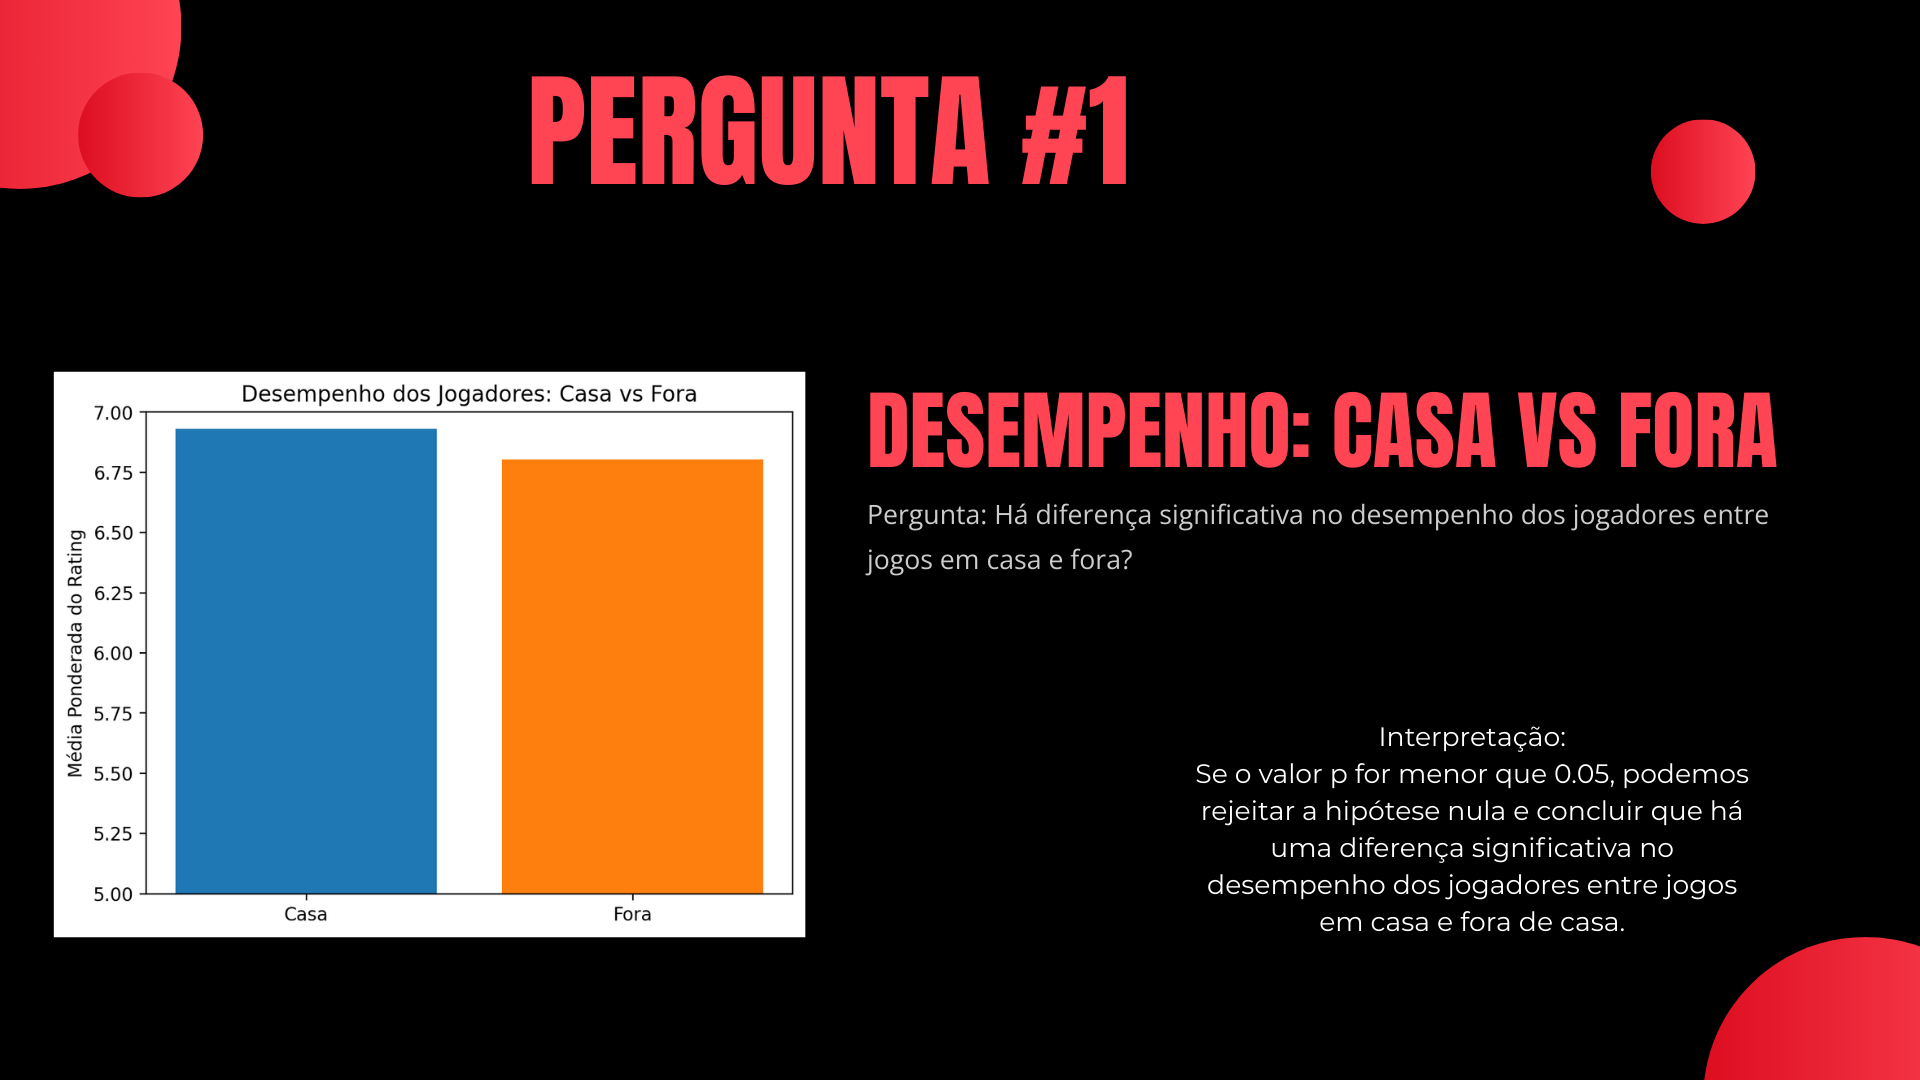 PERGUNTA #1
Desempenho dos Jogadores: Casa vs Fora
Média Ponderada do Rating
7.00
6.75
6.50
6.25
6.00
5.75
5.50
5.25
5.00
Casa
Fora
DESEMPENHO: CASA VS FORA
Pergunta: Há diferença significativa no desempenho dos jogadores entre
jogos em casa e fora?
Interpretação:
Se o valor p for menor que 0.05, podemos
rejeitar a hipótese nula e concluir que há
uma diferença significativa no
desempenho dos jogadores entre jogos
em casa e fora de casa.